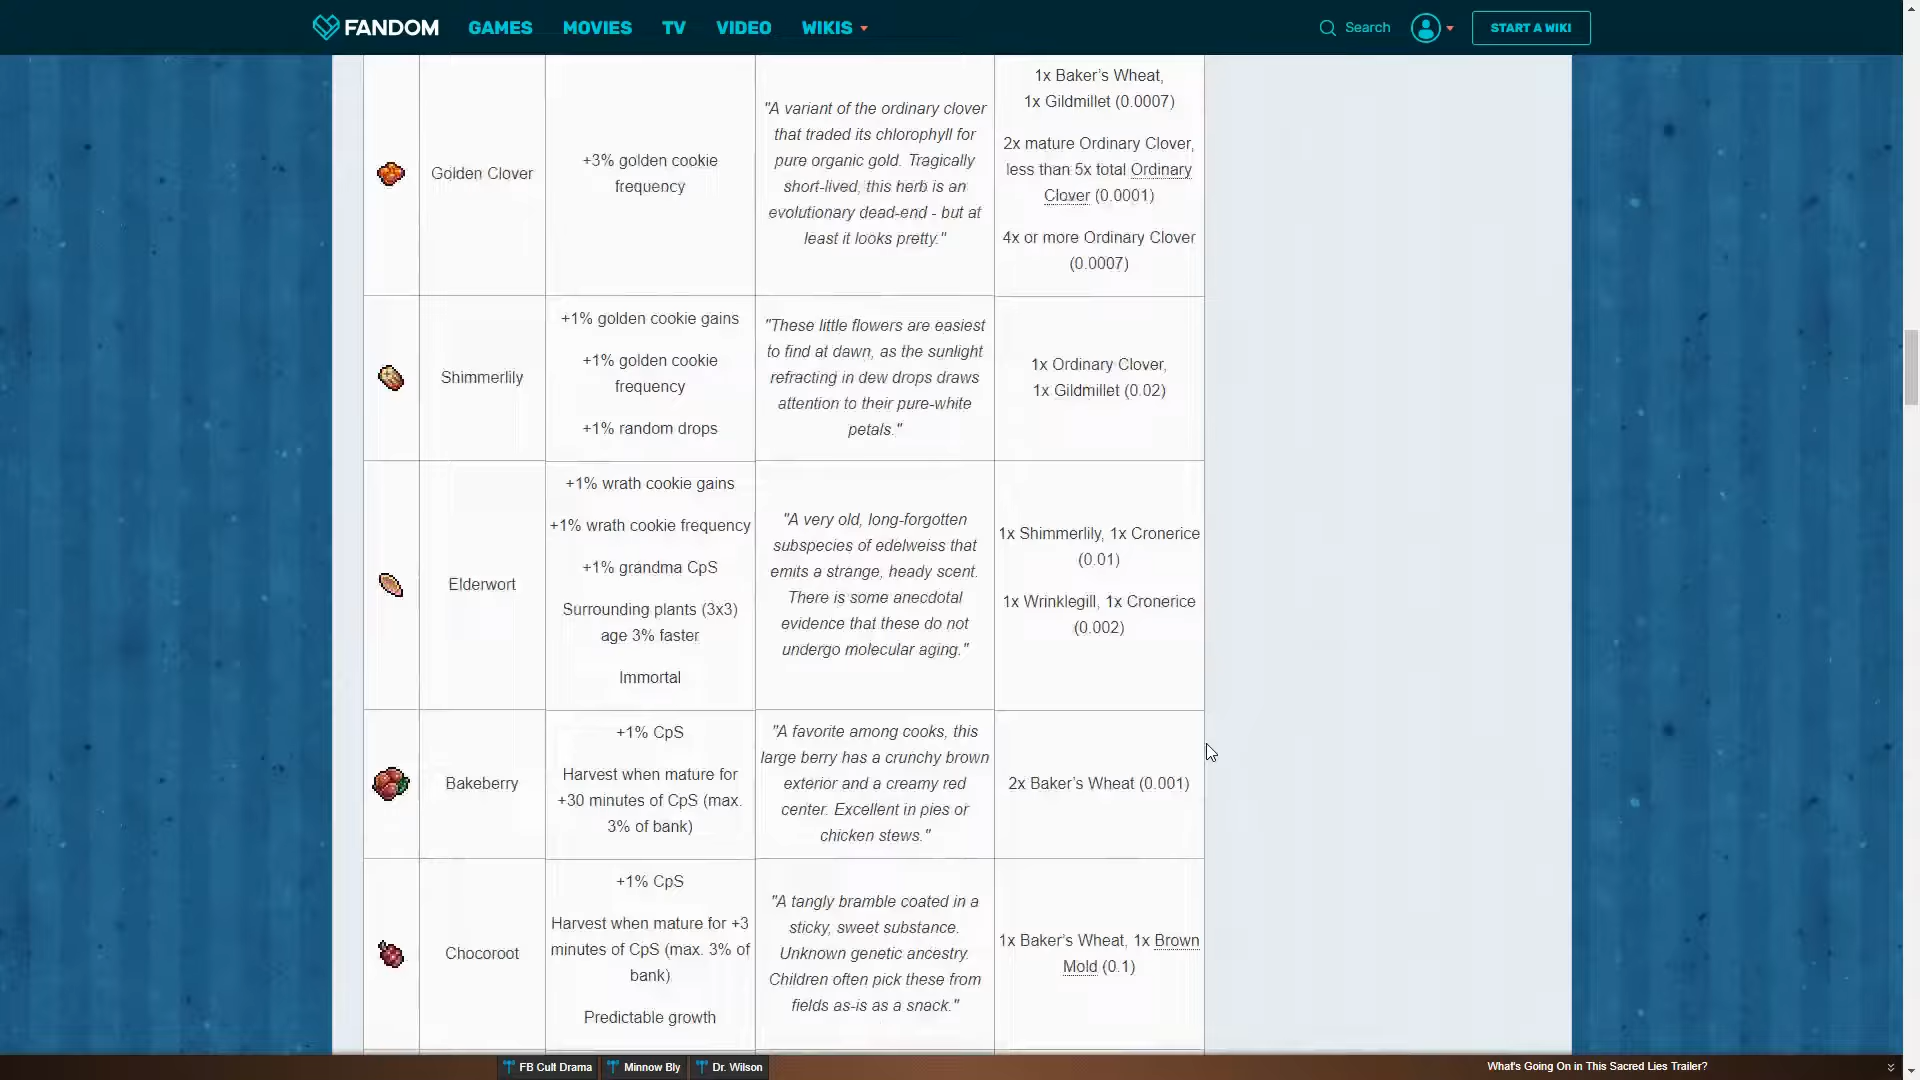 FANDOM GAMES MOVIES TV VIDEO WIKIS Search START A WIKI
Golden Clover
+3% golden cookie
frequency
"A variant of the ordinary clover
that traded its chlorophyll for
pure organic gold. Tragically
short-lived, this herb is an
evolutionary dead-end - but at
least it looks pretty."
1x Baker’s Wheat,
1x Gildmillet (0.0007)
2x mature Ordinary Clover,
less than 5x total Ordinary
Clover (0.0001)
4x or more Ordinary Clover
(0.0007)
Shimmerlily
+1% golden cookie gains
+1% golden cookie
frequency
+1% random drops
"These little flowers are easiest
to find at dawn, as the sunlight
refracting in dew drops draws
attention to their pure-white
petals."
1x Ordinary Clover,
1x Gildmillet (0.02)
Elderwort
+1% wrath cookie gains
+1% wrath cookie frequency
+1% grandma CpS
Surrounding plants (3x3)
age 3% faster
Immortal
"A very old, long-forgotten
subspecies of edelweiss that
emits a strange, heady scent.
There is some anecdotal
evidence that these do not
undergo molecular aging."
1x Shimmerlily, 1x Cronerice
(0.01)
1x Wrinklegill, 1x Cronerice
(0.002)
Bakeberry
+1% CpS
Harvest when mature for
+30 minutes of CpS (max.
3% of bank)
"A favorite among cooks, this
large berry has a crunchy brown
exterior and a creamy red
center. Excellent in pies or
chicken stews."
2x Baker’s Wheat (0.001)
Chocoroot
+1% CpS
Harvest when mature for +3
minutes of CpS (max. 3% of
bank)
Predictable growth
"A tangly bramble coated in a
sticky, sweet substance.
Unknown genetic ancestry.
Children often pick these from
fields as-is as a snack."
1x Baker’s Wheat, 1x Brown
Mold (0.1)
FB Cult Drama Minnow Bly Dr. Wilson What's Going On in This Sacred Lies Trailer?